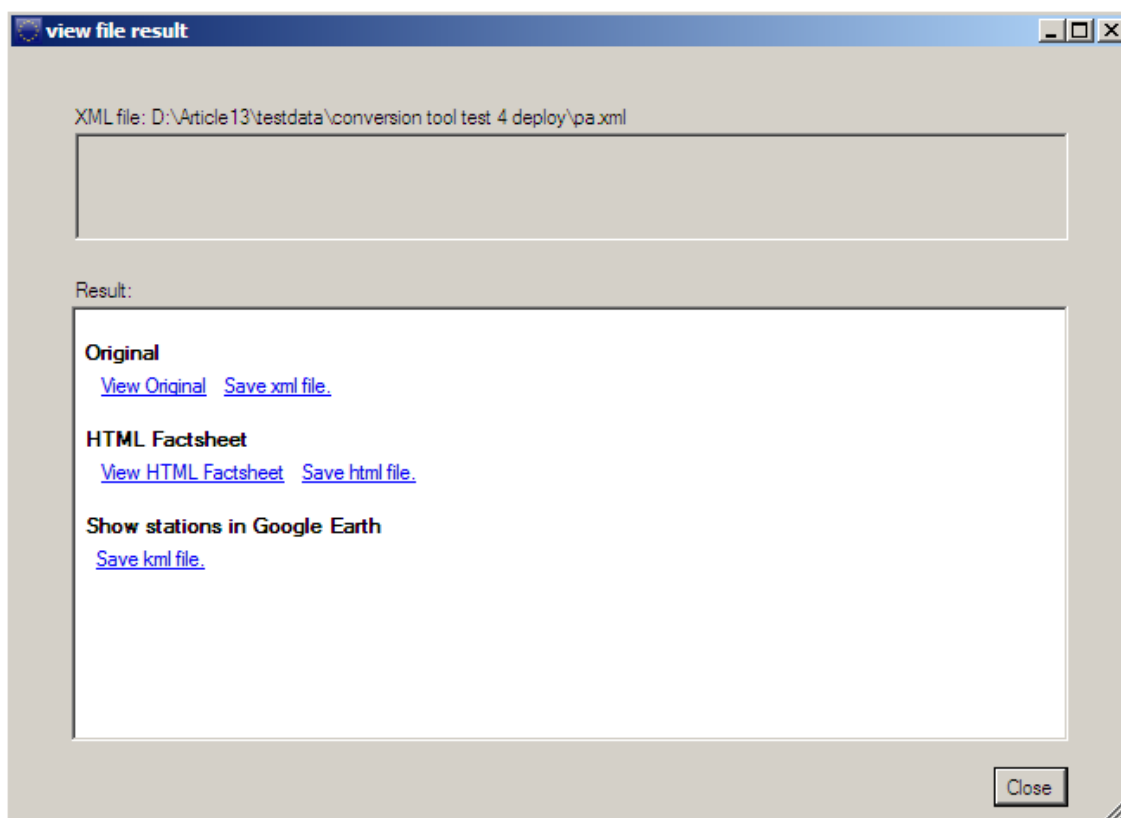 view file result
XML file: D:\Article13\testdata\conversion tool test 4 deploy\pa.xml
Result:
Original
View Original Save xml file.
HTML Factsheet
View HTML Factsheet Save html file.
Show stations in Google Earth
Save kml file.
Close